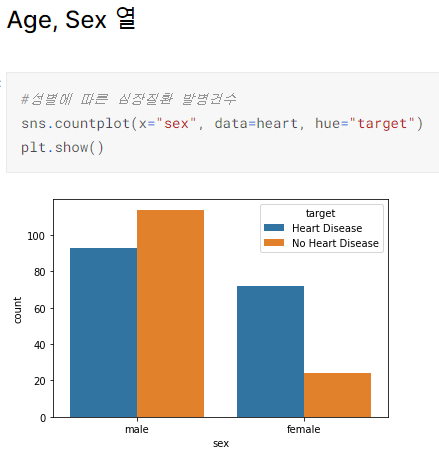 Age, Sex 열
#성별에 따른 심장질환 발병건수
sns.countplot(x="sex", data=heart, hue="target")
plt.show()
target
Heart Disease
No Heart Disease
100
80
60
40
20
0
count
male
female
sex